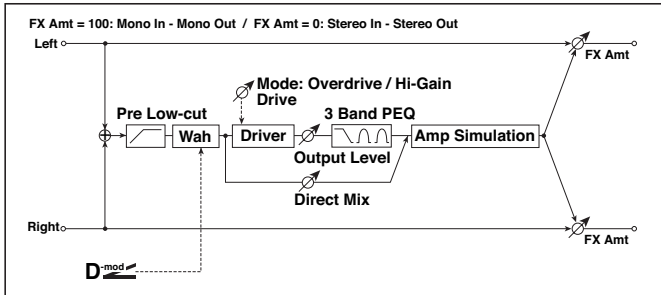 FX Amt = 100: Mono In - Mono Out / FX Amt = 0: Stereo In - Stereo Out
Left
FX Amt
Mode: Overdrive / Hi-Gain
Drive
Pre Low-cut
3 Band PEQ
Wah
Driver
Amp Simulation
Output Level
Direct Mix
Right
FX Amt
D-mod